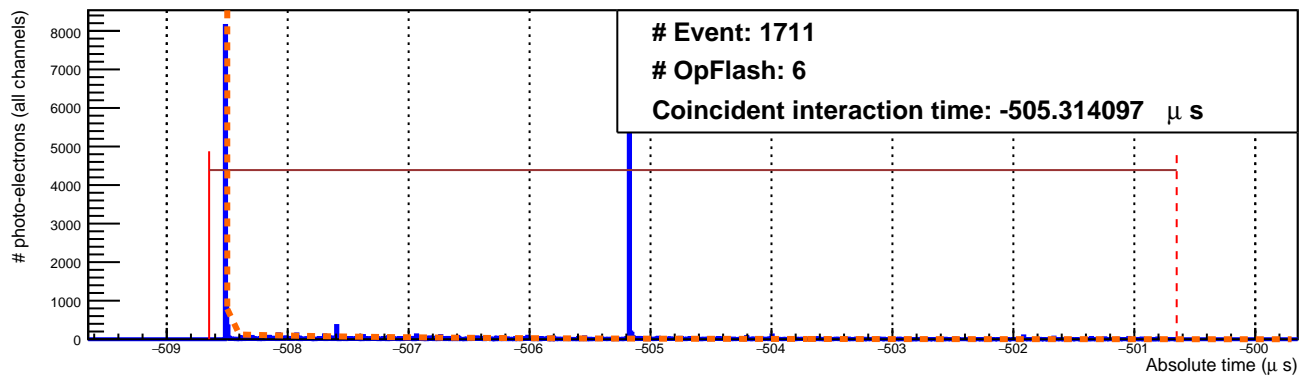 # Event: 1711
# OpFlash: 6
Coincident interaction time: -505.314097 μ s
# photo-electrons (all channels)
8000
7000
6000
5000
4000
3000
2000
1000
0
−509 −508 −507 −506 −505 −504 −503 −502 −501 −500
Absolute time (μ s)